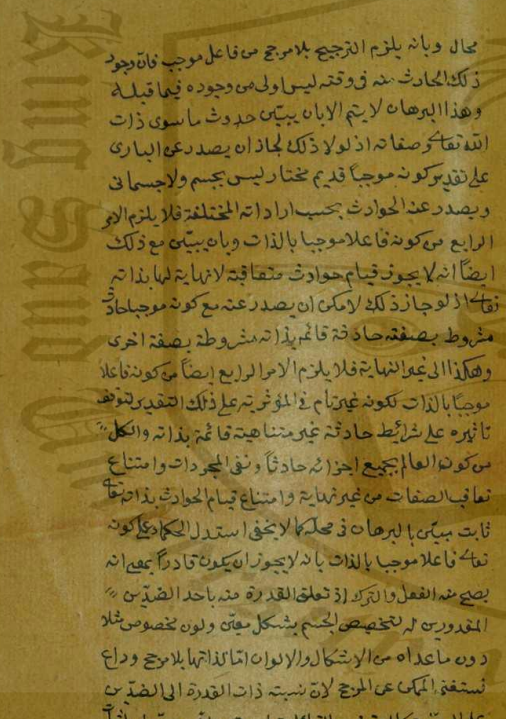 محال وبانه يلزم الترجيح بلا مرجح من فاعل موجب فان وجود
ذلك الحادث منه في وقته ليس اولى من وجوده فيما قبله
وهذا البرهان لا يتم الا بان يبين حدوث ما سوى ذات
الله تعالى وصفاته اذ لولا ذلك لجاز ان يصدر عن البارى
على تقدير كونه موجبا قديم مختار ليس بجسم ولا جسمانى
ويصدر عنه الحوادث بحسب اراداته المختلفة فلا يلزم الامر
الرابع من كونه فاعلا موجبا بالذات وبان يبين مع ذلك
ايضا انه لا يجوز قيام حوادث متعاقبة لا نهاية لها بذاته
تعالى اذ لو جاز ذلك لامكن ان يصدر عنه مع كونه موجبا حادث
مشروط بصفة حادثة قائمة بذاته مشروطة بصفة اخرى
وهكذا الى غير النهاية فلا يلزم الامر الرابع ايضا من كونه فاعلا
موجبا بالذات لكونه غير تام في المؤثرية على ذلك التقدير لتوقف
تاثيره على شرائط حادثة غير متناهية قائمة بذاته والكل
من كون العالم بجميع اجزائه حادثا ونفى المجردات وامتناع
تعاقب الصفات من غير نهاية وامتناع قيام الحوادث بذاته تعالى
ثابت مبين بالبرهان في محله كما لا يخفى استدل الحكماء على كونه
تعالى فاعلا موجبا بالذات بانه لا يجوز ان يكون قادرا بمعنى انه
يصح منه الفعل والترك اذ تعلق القدرة منه باحد الضدين
المقدورين له لتخصيص الجسم بشكل معين ولون مخصوص مثلا
دون ما عداه من الاشكال والالوان اما لذاتها بلا مرجح وداع
نستغنى الممكن عن المرجح لان نسبته ذات القدرة الى الضدين
King Saud